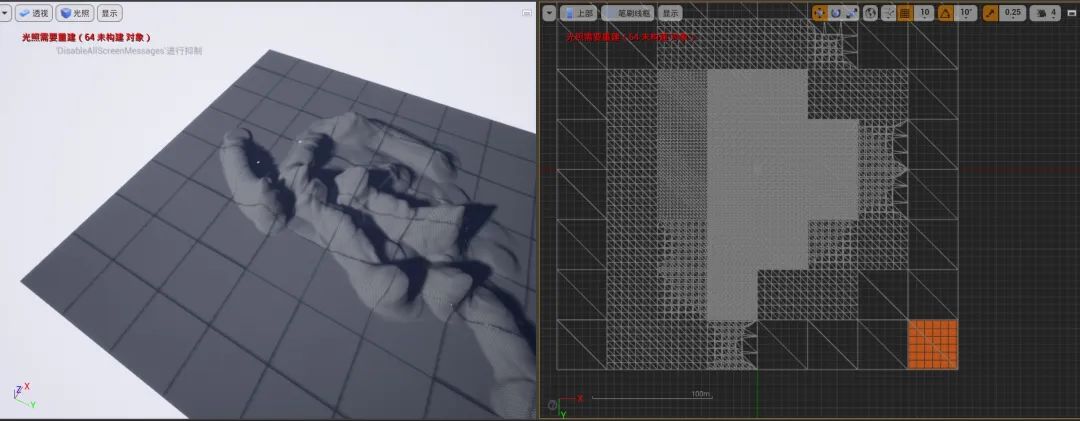 透视 光照 显示
光照需要重建（64 未构建 对象）
'DisableAllScreenMessages'进行抑制
Z X
Y
上部 笔刷线框 显示 10 10° 0.25 4
光照需要重建（64 未构建 对象）
X 100m
Y